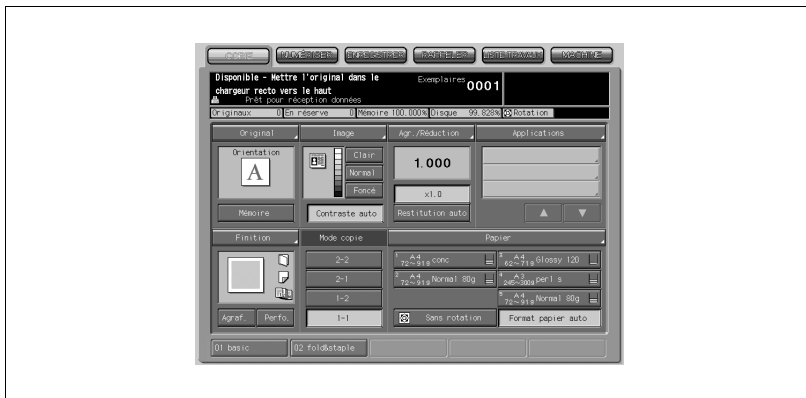 COPIE NUMÉRISER ENREGISTRER RAPPELER LISTE TRAVAUX MACHINE
Disponible - Mettre l'original dans le
chargeur recto vers le haut
Exemplaires 0001
Prêt pour réception données
Originaux 0 En réserve 0 Mémoire 100.000% Disque 99.828% Rotation
Original Image Agr./Réduction Applications
Orientation
A
Clair
Normal
Foncé
1.000
x1.0
Mémoire Contraste auto Restitution auto
Finition Mode copie Papier
2-2
2-1
1-2
1-1
1 A4 72~91g conc
2 A4 72~91g Normal 80g
3 A4 62~71g Glossy 120
4 A3 245~300g perl s
5 A4 72~91g Normal 80g
Agraf. Perfo. Sans rotation Format papier auto
01 basic 02 fold&staple